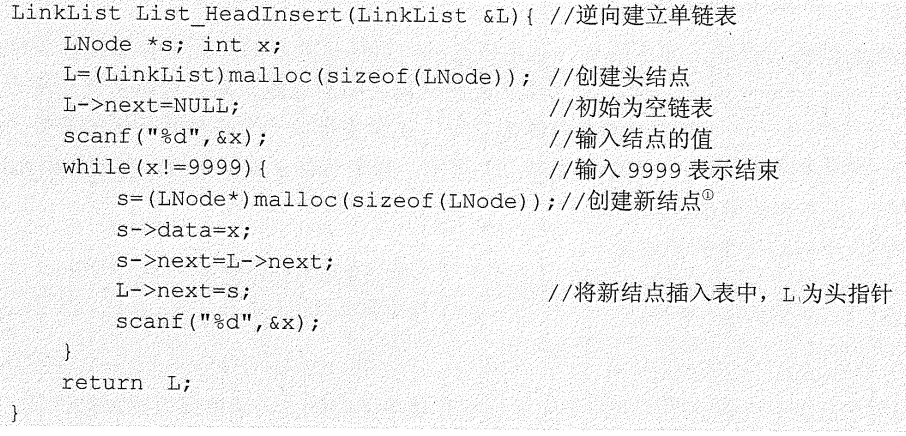 LinkList List_HeadInsert(LinkList &L){ //逆向建立单链表
LNode *s; int x;
L=(LinkList)malloc(sizeof(LNode)); //创建头结点
L->next=NULL; //初始为空链表
scanf("%d",&x); //输入结点的值
while(x!=9999){ //输入 9999 表示结束
s=(LNode*)malloc(sizeof(LNode));//创建新结点①
s->data=x;
s->next=L->next;
L->next=s; //将新结点插入表中，L为头指针
scanf("%d",&x);
}
return L;
}